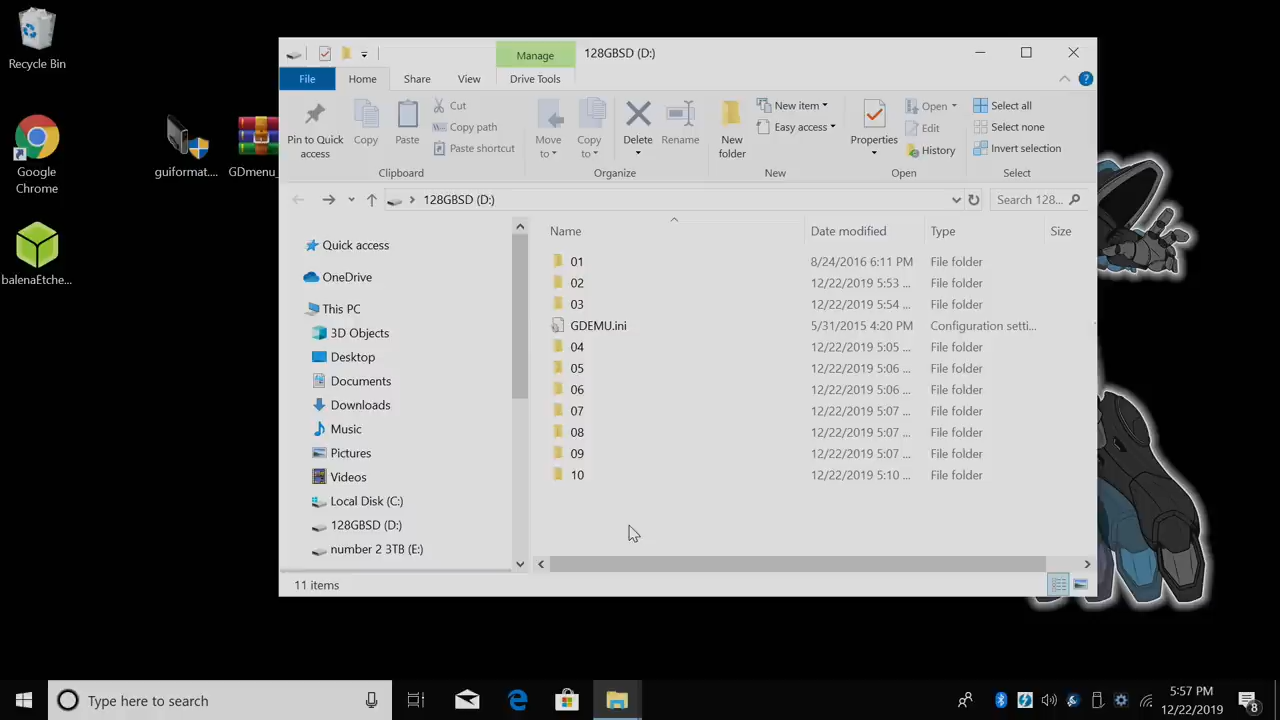 Recycle Bin
Google
Chrome
balenaEtche...
guiformat....
GDmenu_
Manage
128GBSD (D:)
File
Home
Share
View
Drive Tools
Pin to Quick
access
Copy
Paste
Cut
Copy path
Paste shortcut
Clipboard
Move
to
Copy
to
Delete
Rename
Organize
New
folder
New item
Easy access
New
Properties
Open
Edit
History
Open
Select all
Select none
Invert selection
Select
128GBSD (D:)
Search 128...
Name
Date modified
Type
Size
Quick access
OneDrive
This PC
3D Objects
Desktop
Documents
Downloads
Music
Pictures
Videos
Local Disk (C:)
128GBSD (D:)
number 2 3TB (E:)
01 8/24/2016 6:11 PM File folder
02 12/22/2019 5:53 ... File folder
03 12/22/2019 5:54 ... File folder
GDEMU.ini 5/31/2015 4:20 PM Configuration setti...
04 12/22/2019 5:05 ... File folder
05 12/22/2019 5:06 ... File folder
06 12/22/2019 5:06 ... File folder
07 12/22/2019 5:07 ... File folder
08 12/22/2019 5:07 ... File folder
09 12/22/2019 5:07 ... File folder
10 12/22/2019 5:10 ... File folder
11 items
Type here to search
5:57 PM
12/22/2019
8